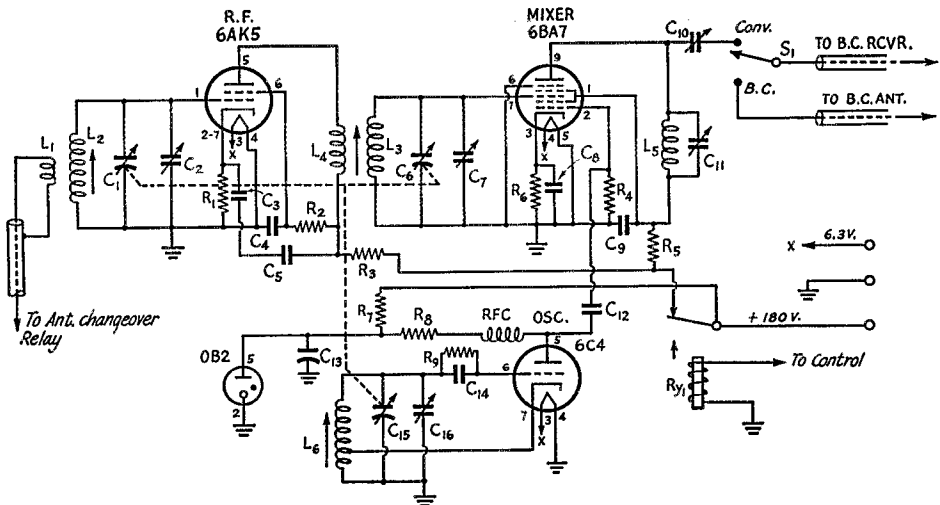 R.F.
6AK5
MIXER
6BA7
C10
Conv.
S1
TO B.C. RCVR.
B.C.
TO B.C. ANT.
5
6
1
2-7
3
4
X
9
6
7
1
2
3
4
5
X
L1
L2
C1
C2
R1
C3
C4
C5
R2
L4
L3
C6
C7
R6
C8
R4
C9
L5
C11
R5
R3
X
6.3V.
+180V.
To Ant. changeover
Relay
R7
R8
RFC
OSC.
6C4
C12
OB2
5
2
C13
R9
C14
6
5
7
3
4
X
L6
C15
C16
Ry1
To Control